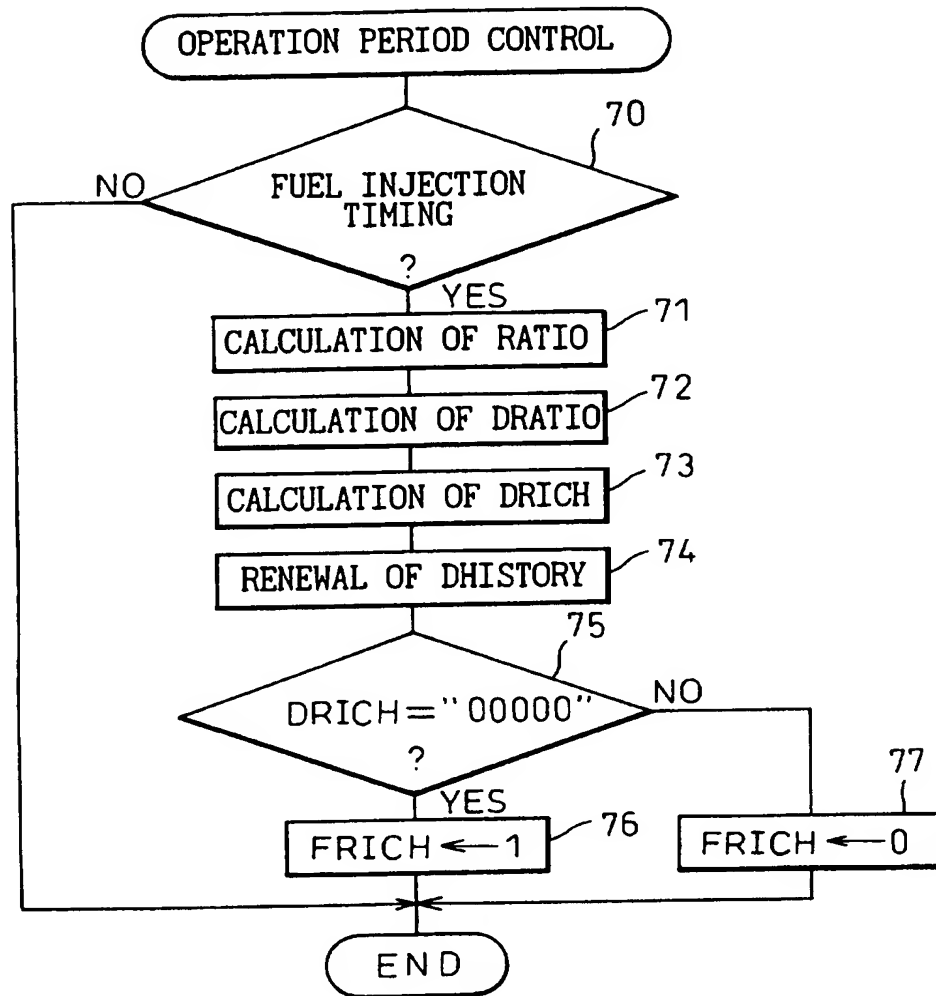 OPERATION PERIOD CONTROL
70
FUEL INJECTION
TIMING
?
NO
YES
CALCULATION OF RATIO
71
CALCULATION OF DRATIO
72
CALCULATION OF DRICH
73
RENEWAL OF DHISTORY
74
75
DRICH="00000"
?
NO
YES
FRICH ← 1
76
77
FRICH ← 0
END